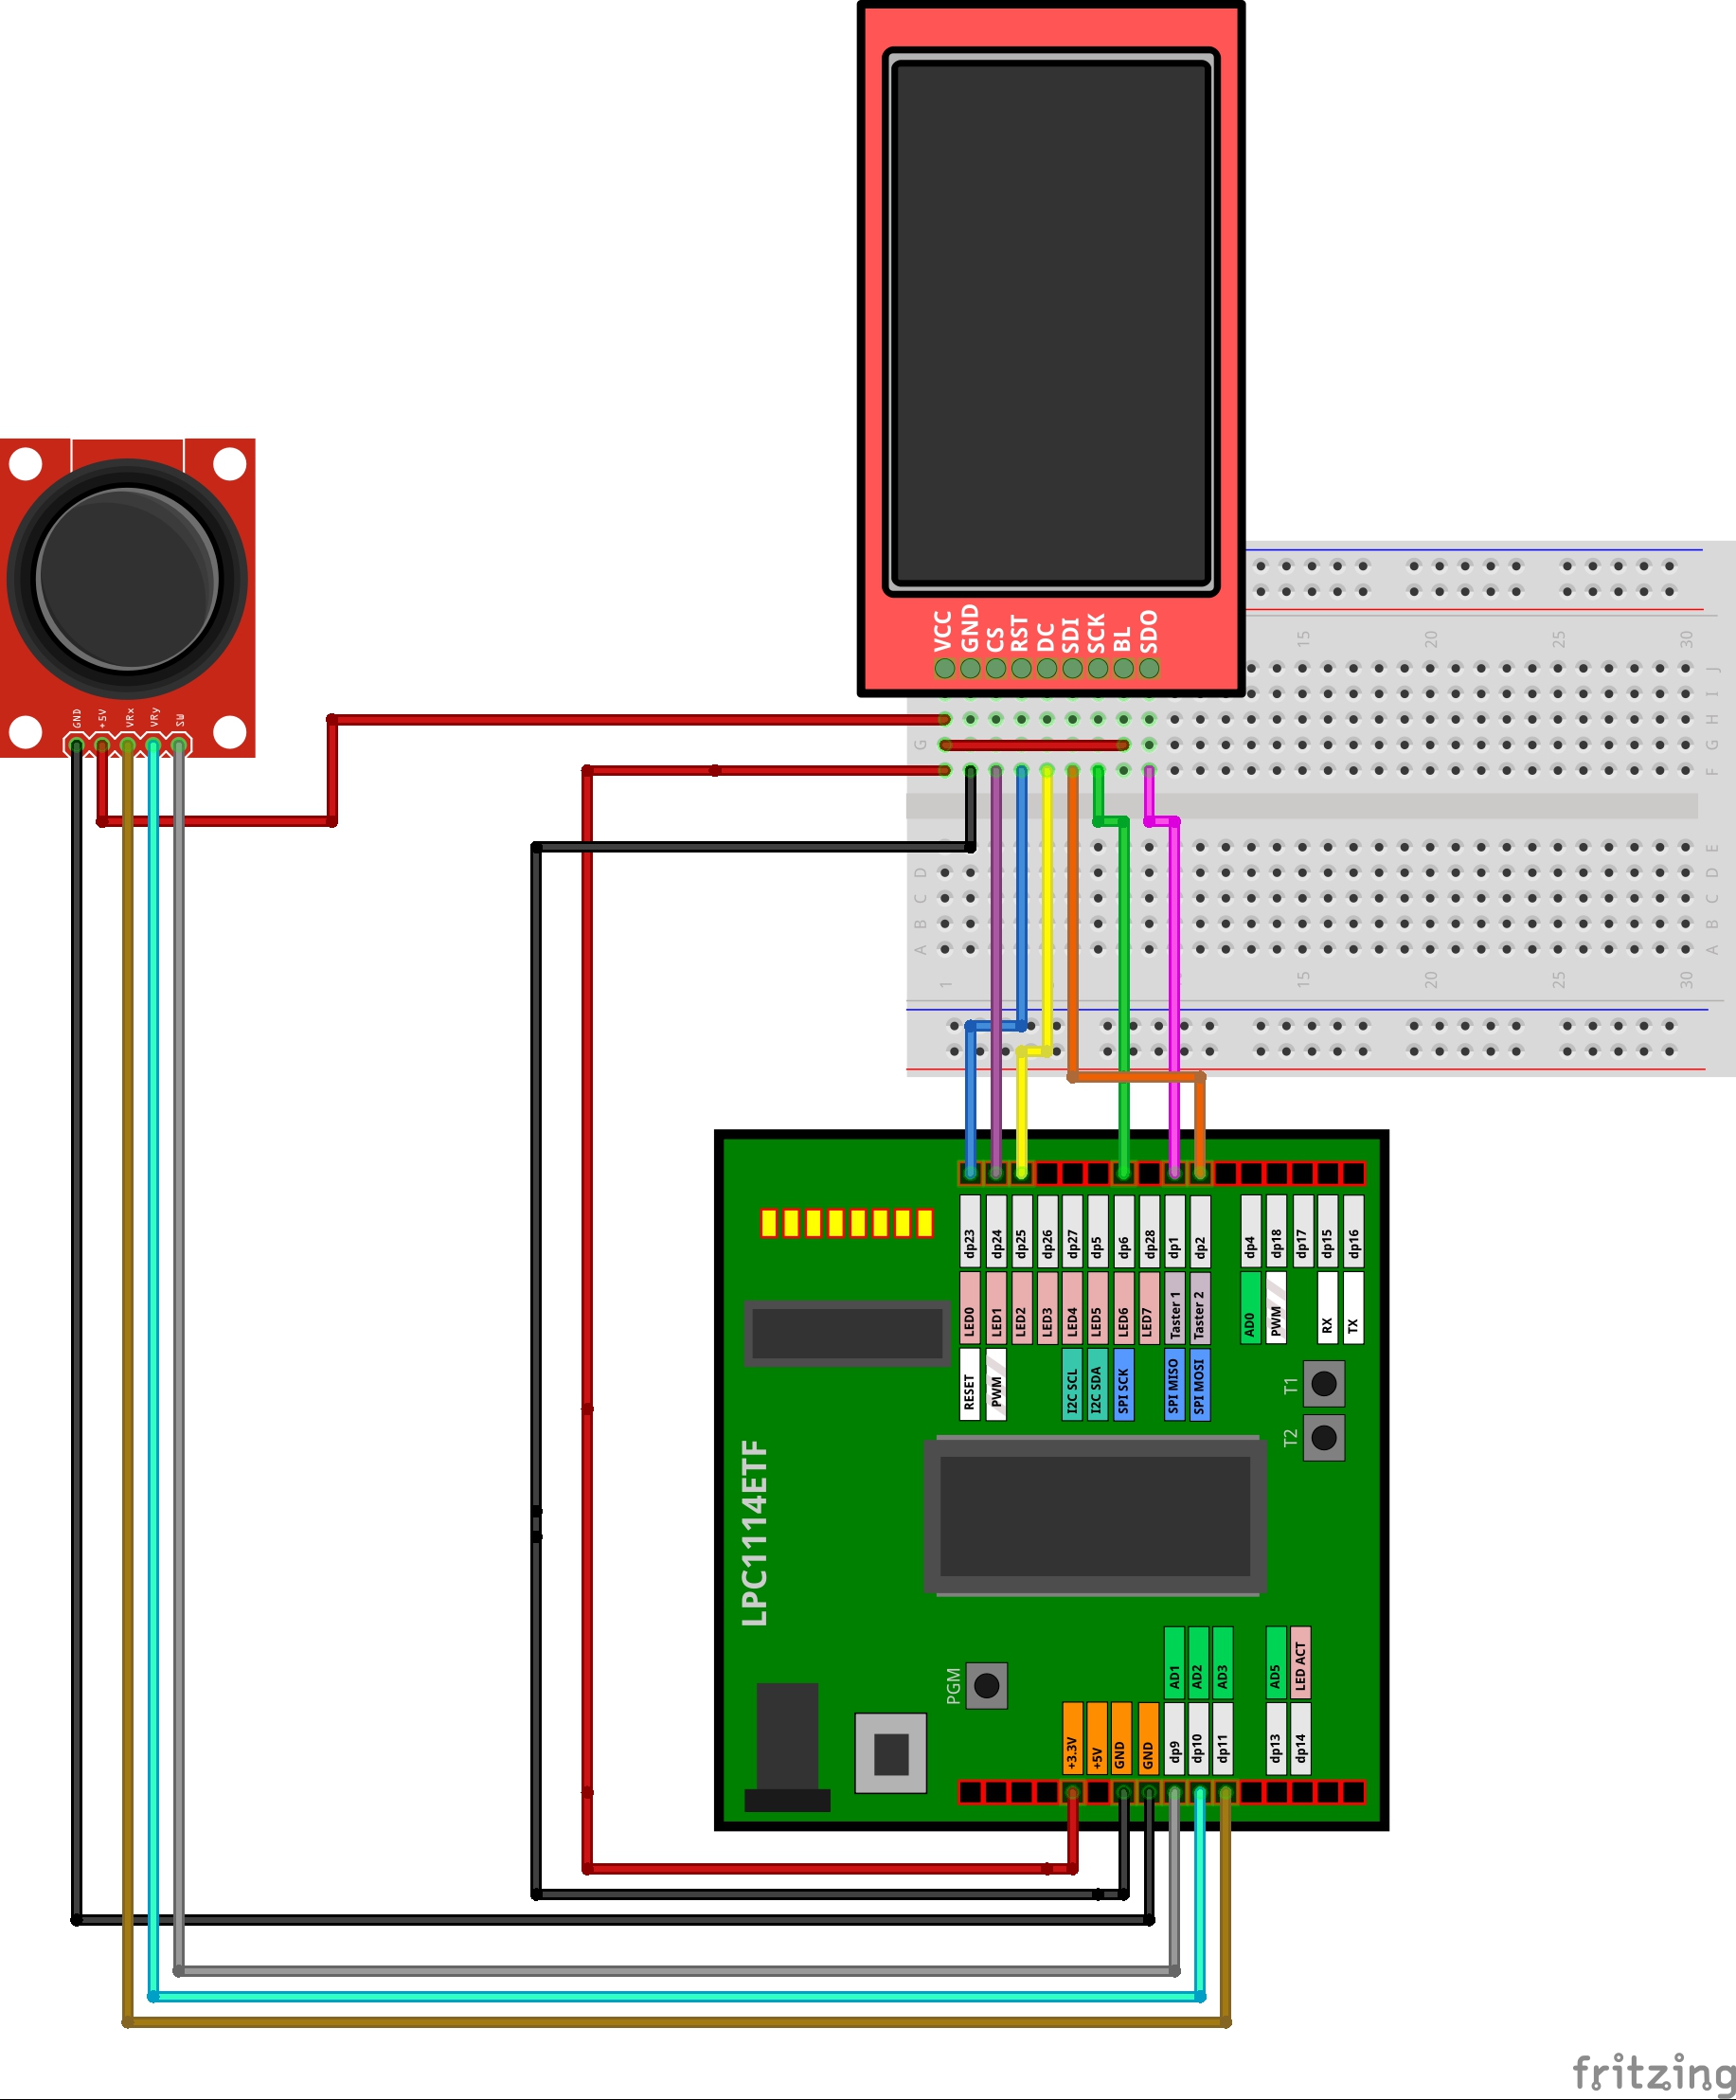 VCC
GND
CS
RST
DC
SDI
SCK
BL
SDO
GND
+5V
VRx
VRy
SW
15
20
25
30
J
I
H
G
G
F
F
E
D
D
C
C
B
B
A
A
1
15
20
25
30
dp23
dp24
dp25
dp26
dp27
dp5
dp6
dp28
dp1
dp2
dp4
dp18
dp17
dp15
dp16
LED0
LED1
LED2
LED3
LED4
LED5
LED6
LED7
Taster 1
Taster 2
AD0
PWM
RX
TX
RESET
PWM
I2C SCL
I2C SDA
SPI SCK
SPI MISO
SPI MOSI
T1
T2
LPC1114ETF
PGM
AD1
AD2
AD3
AD5
LED ACT
+3.3V
+5V
GND
GND
dp9
dp10
dp11
dp13
dp14
fritzing